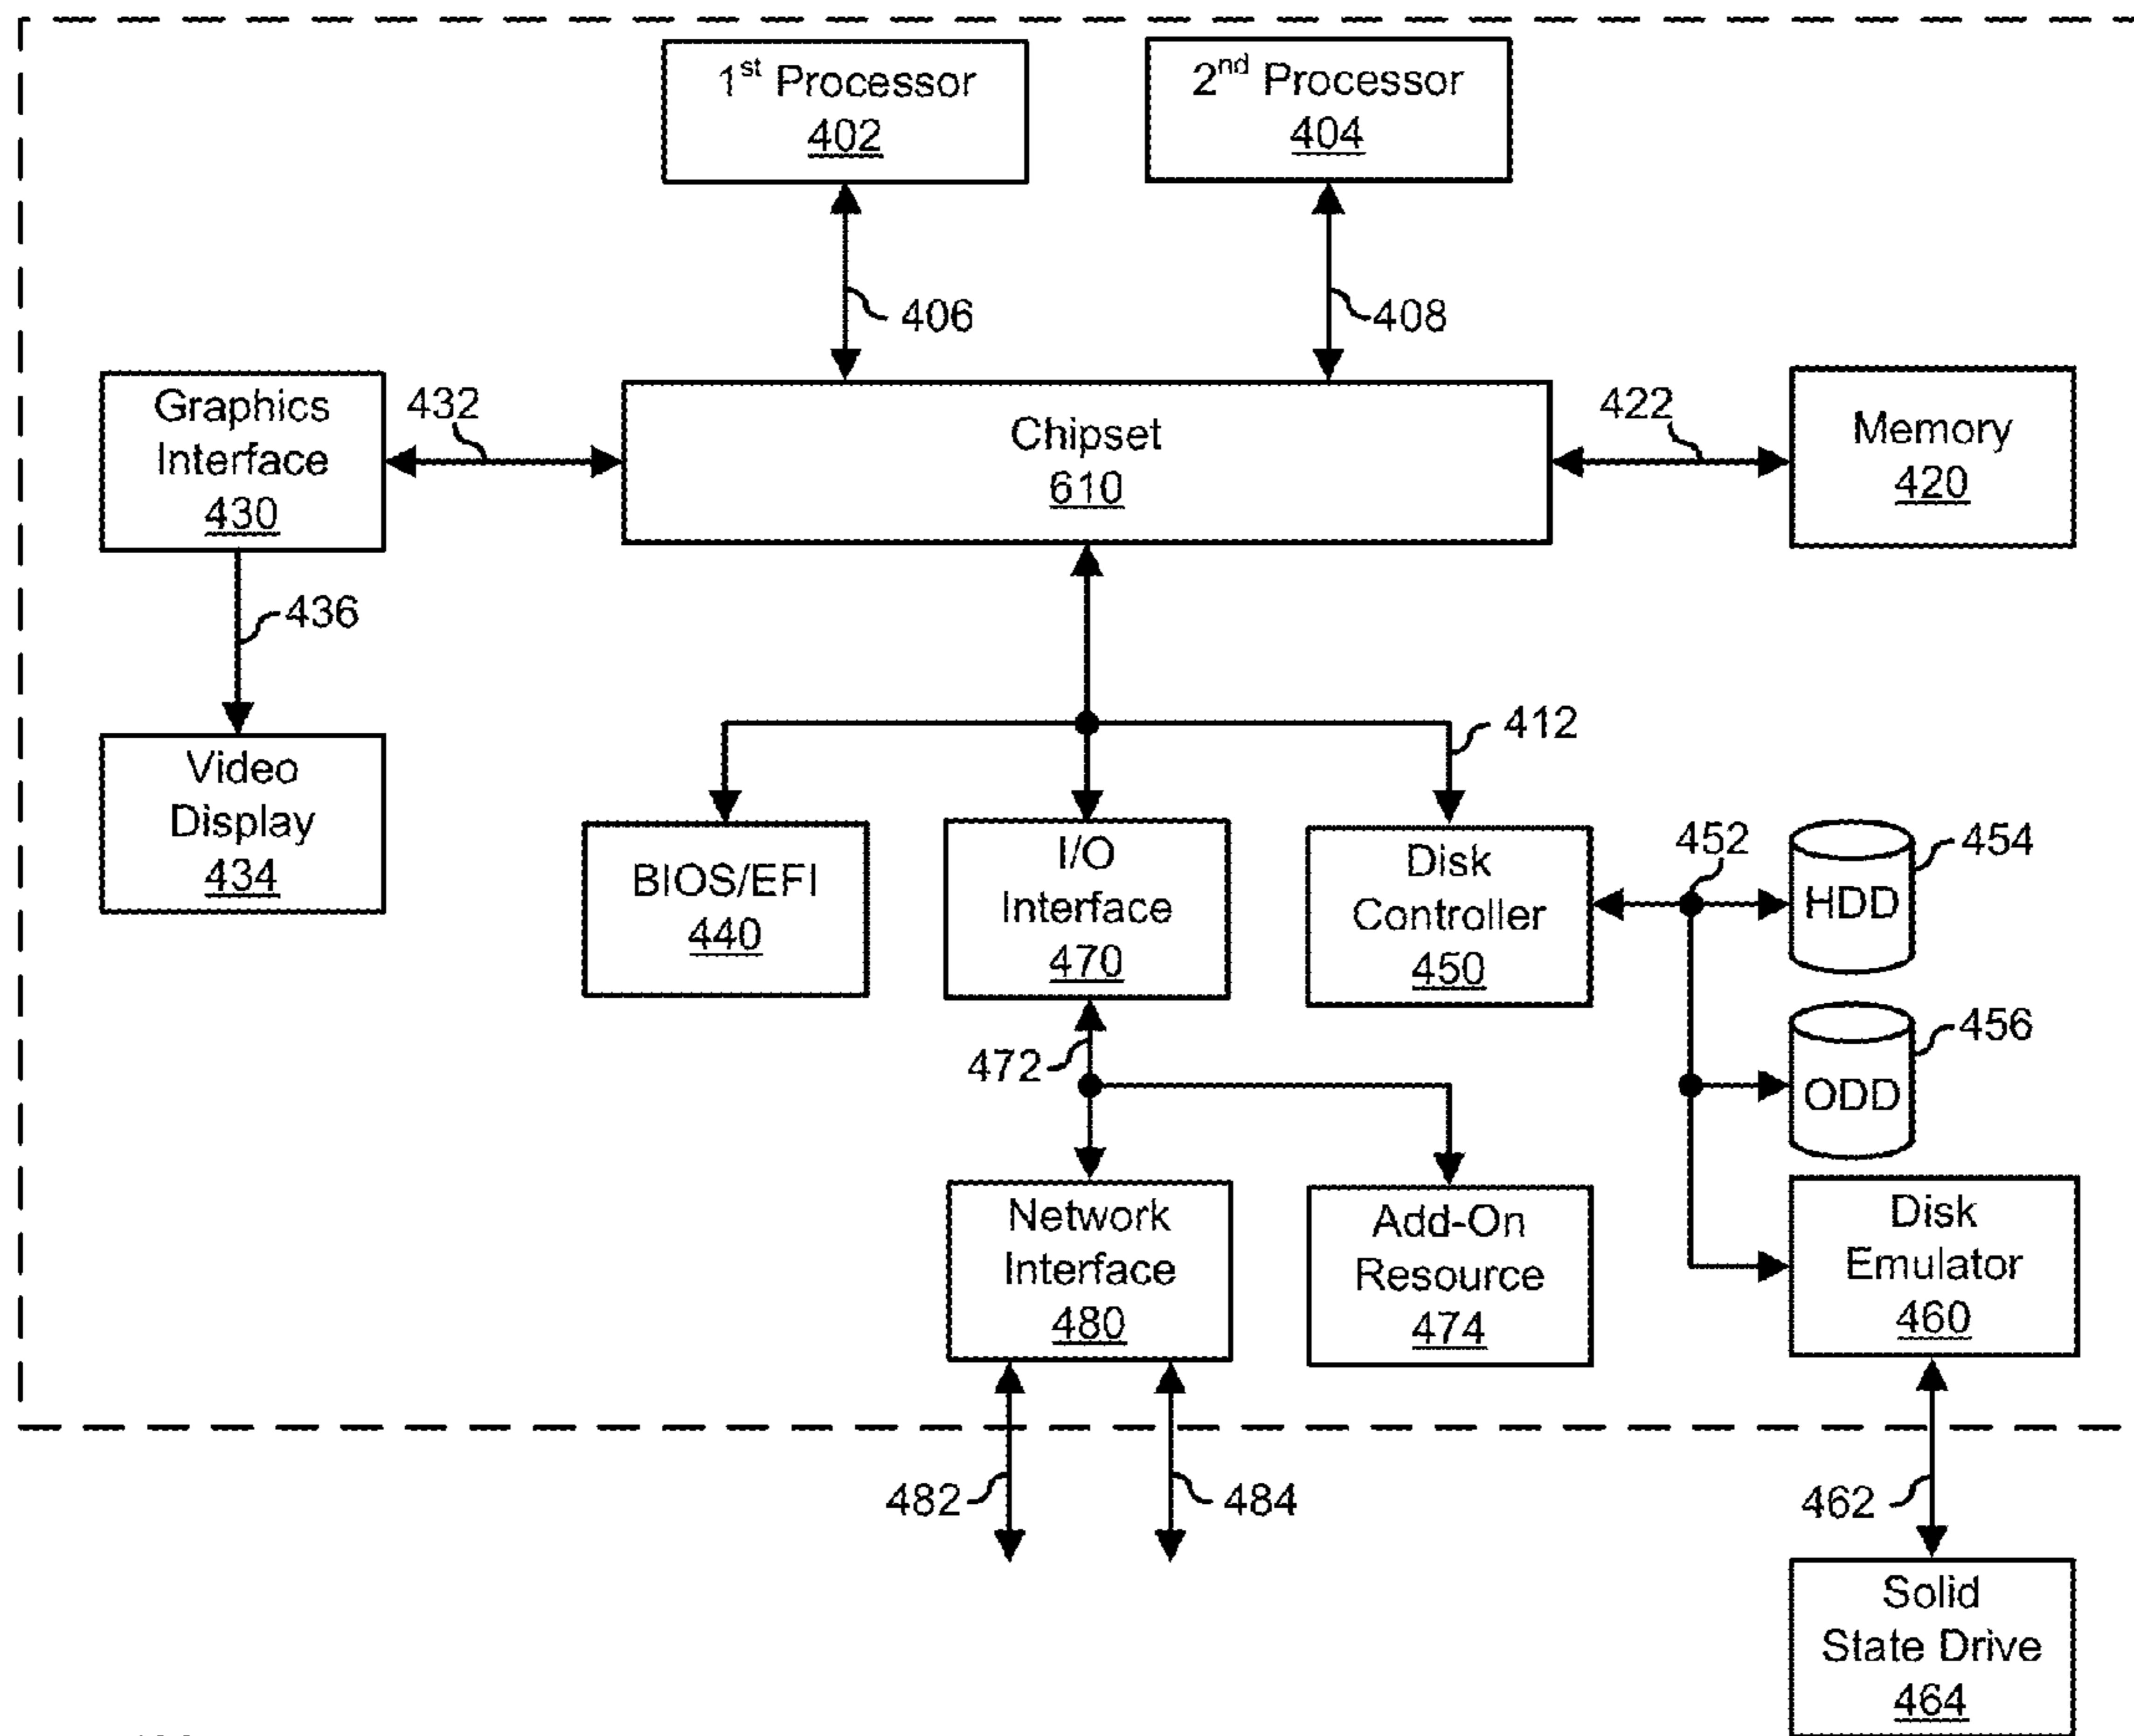 1st Processor
402
2nd Processor
404
406
408
Graphics
Interface
430
432
Chipset
610
422
Memory
420
436
Video
Display
434
412
BIOS/EFI
440
I/O
Interface
470
Disk
Controller
450
452
HDD
454
ODD
456
472
Network
Interface
480
Add-On
Resource
474
Disk
Emulator
460
482
484
462
Solid
State Drive
464